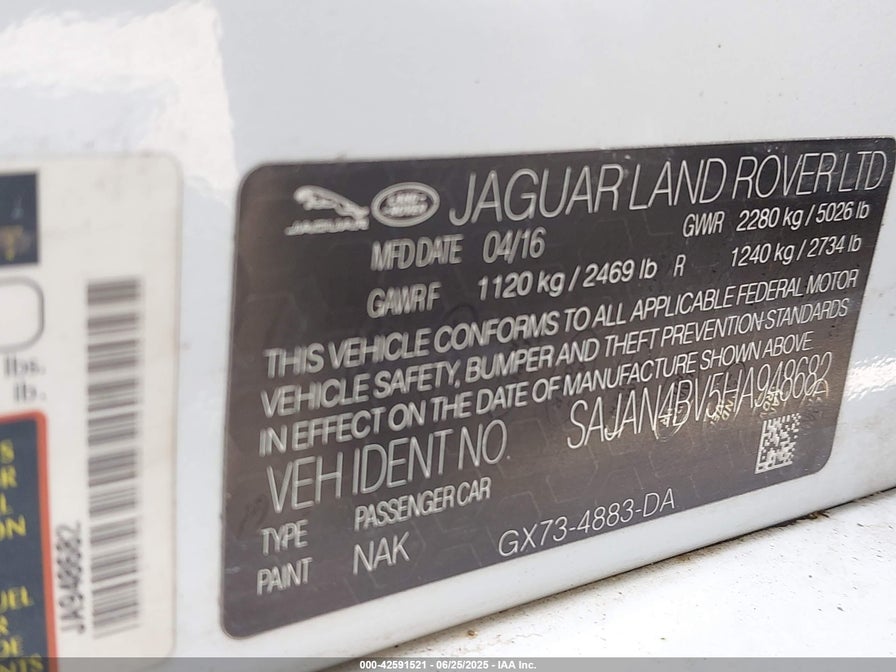 JAGUAR
LAND
ROVER
JAGUAR LAND ROVER LTD
MFD DATE 04/16 GWR 2280 kg / 5026 lb
GAWR F 1120 kg / 2469 lb R 1240 kg / 2734 lb
THIS VEHICLE CONFORMS TO ALL APPLICABLE FEDERAL MOTOR
VEHICLE SAFETY, BUMPER AND THEFT PREVENTION STANDARDS
IN EFFECT ON THE DATE OF MANUFACTURE SHOWN ABOVE
VEH IDENT NO. SAJAN4BV5HA948682
TYPE PASSENGER CAR
PAINT NAK GX73-4883-DA
lbs.
lb.
JA948682
000-42591521 - 06/25/2025 - IAA Inc.